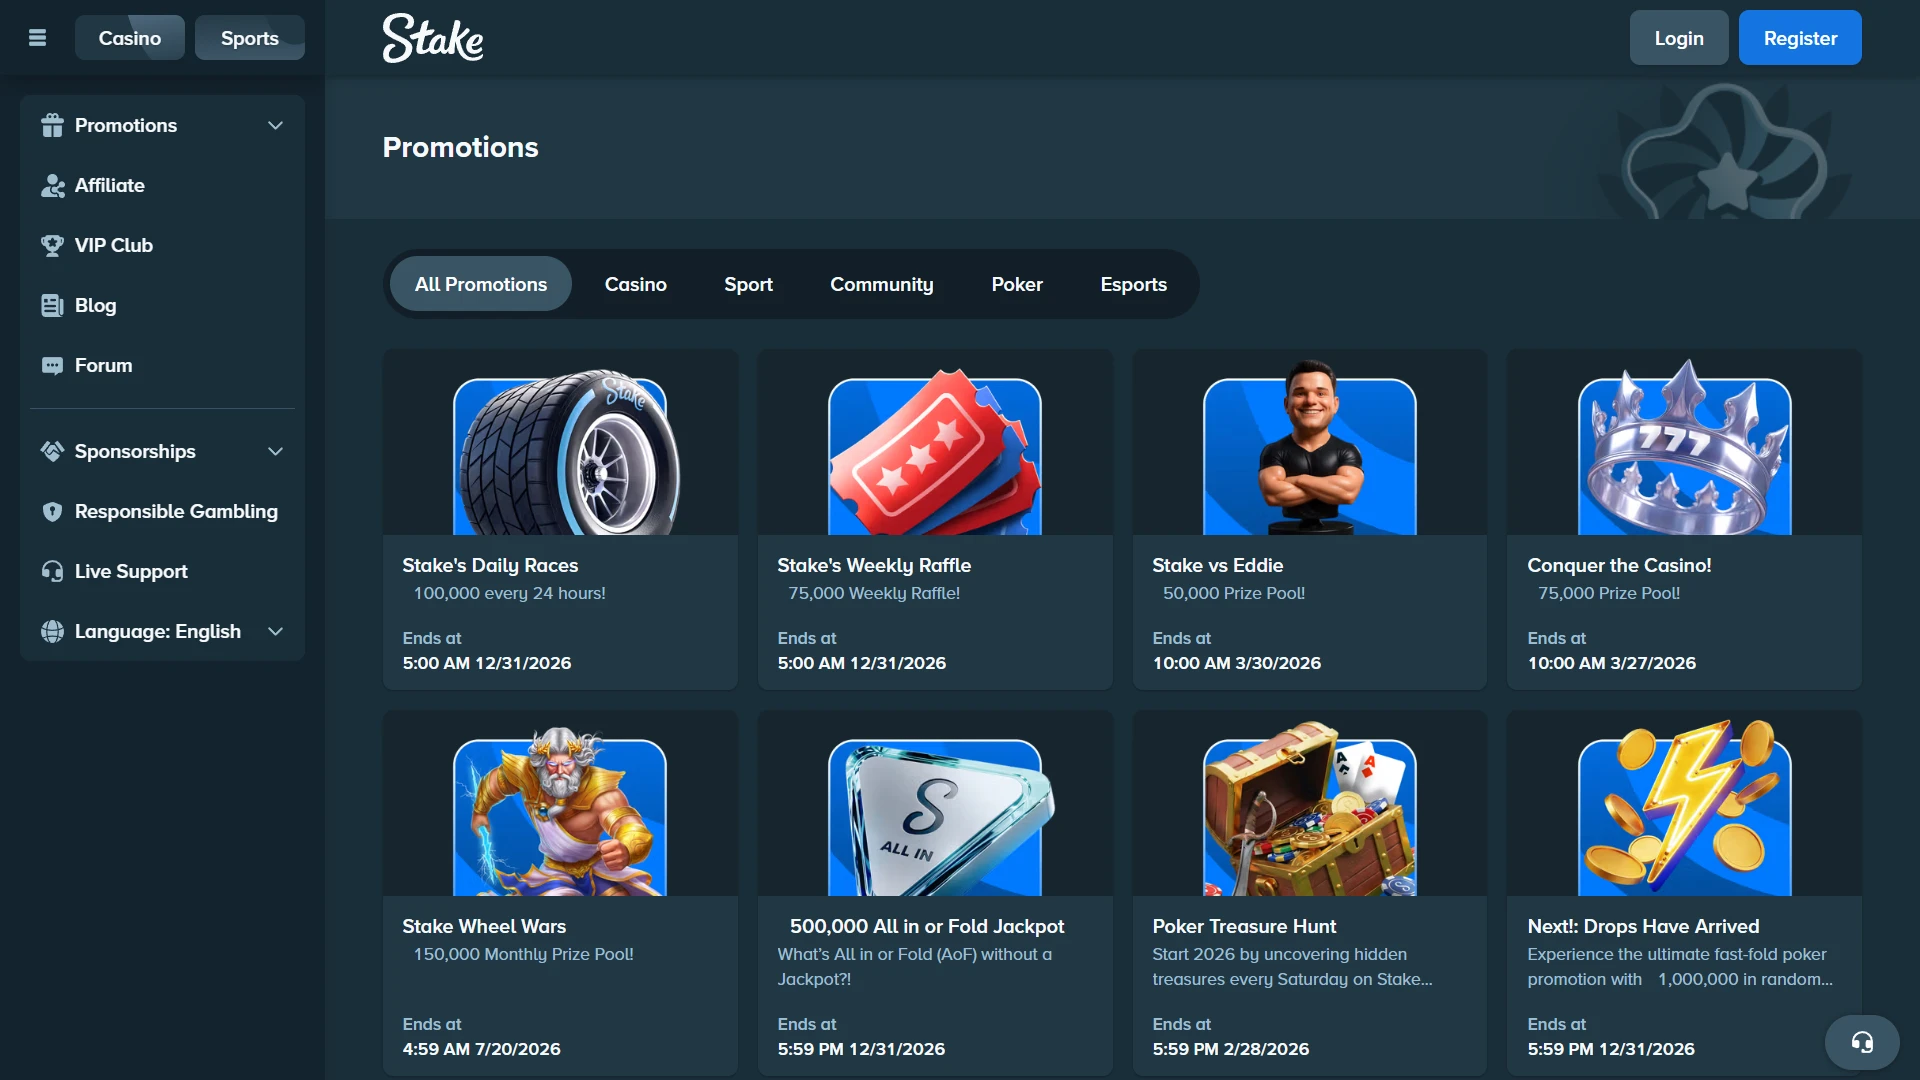 Casino
Sports
Stake
Login
Register
Promotions
Affiliate
VIP Club
Blog
Forum
Sponsorships
Responsible Gambling
Live Support
Language: English
Promotions
All Promotions
Casino
Sport
Community
Poker
Esports
Stake
777
Stake's Daily Races
100,000 every 24 hours!
Ends at
5:00 AM 12/31/2026
Stake's Weekly Raffle
75,000 Weekly Raffle!
Ends at
5:00 AM 12/31/2026
Stake vs Eddie
50,000 Prize Pool!
Ends at
10:00 AM 3/30/2026
Conquer the Casino!
75,000 Prize Pool!
Ends at
10:00 AM 3/27/2026
S
ALL IN
A
A
Stake Wheel Wars
150,000 Monthly Prize Pool!
Ends at
4:59 AM 7/20/2026
500,000 All in or Fold Jackpot
What's All in or Fold (AoF) without a
Jackpot?!
Ends at
5:59 PM 12/31/2026
Poker Treasure Hunt
Start 2026 by uncovering hidden
treasures every Saturday on Stake...
Ends at
5:59 PM 2/28/2026
Next!: Drops Have Arrived
Experience the ultimate fast-fold poker
promotion with 1,000,000 in random...
Ends at
5:59 PM 12/31/2026